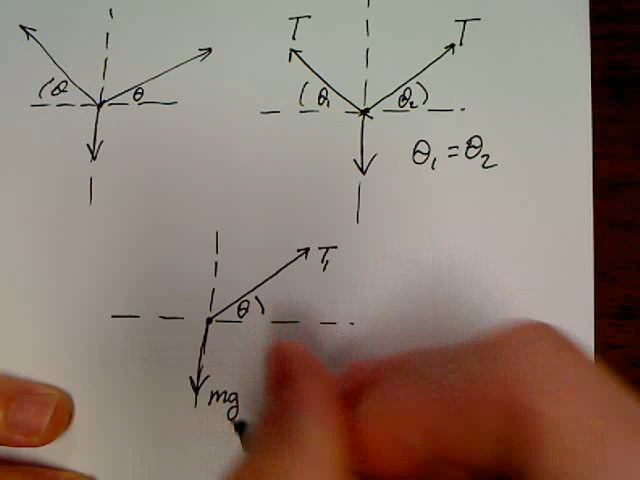 T T
(θ θ (θ₁ θ₂)
θ₁ = θ₂
T₁
θ)
mg